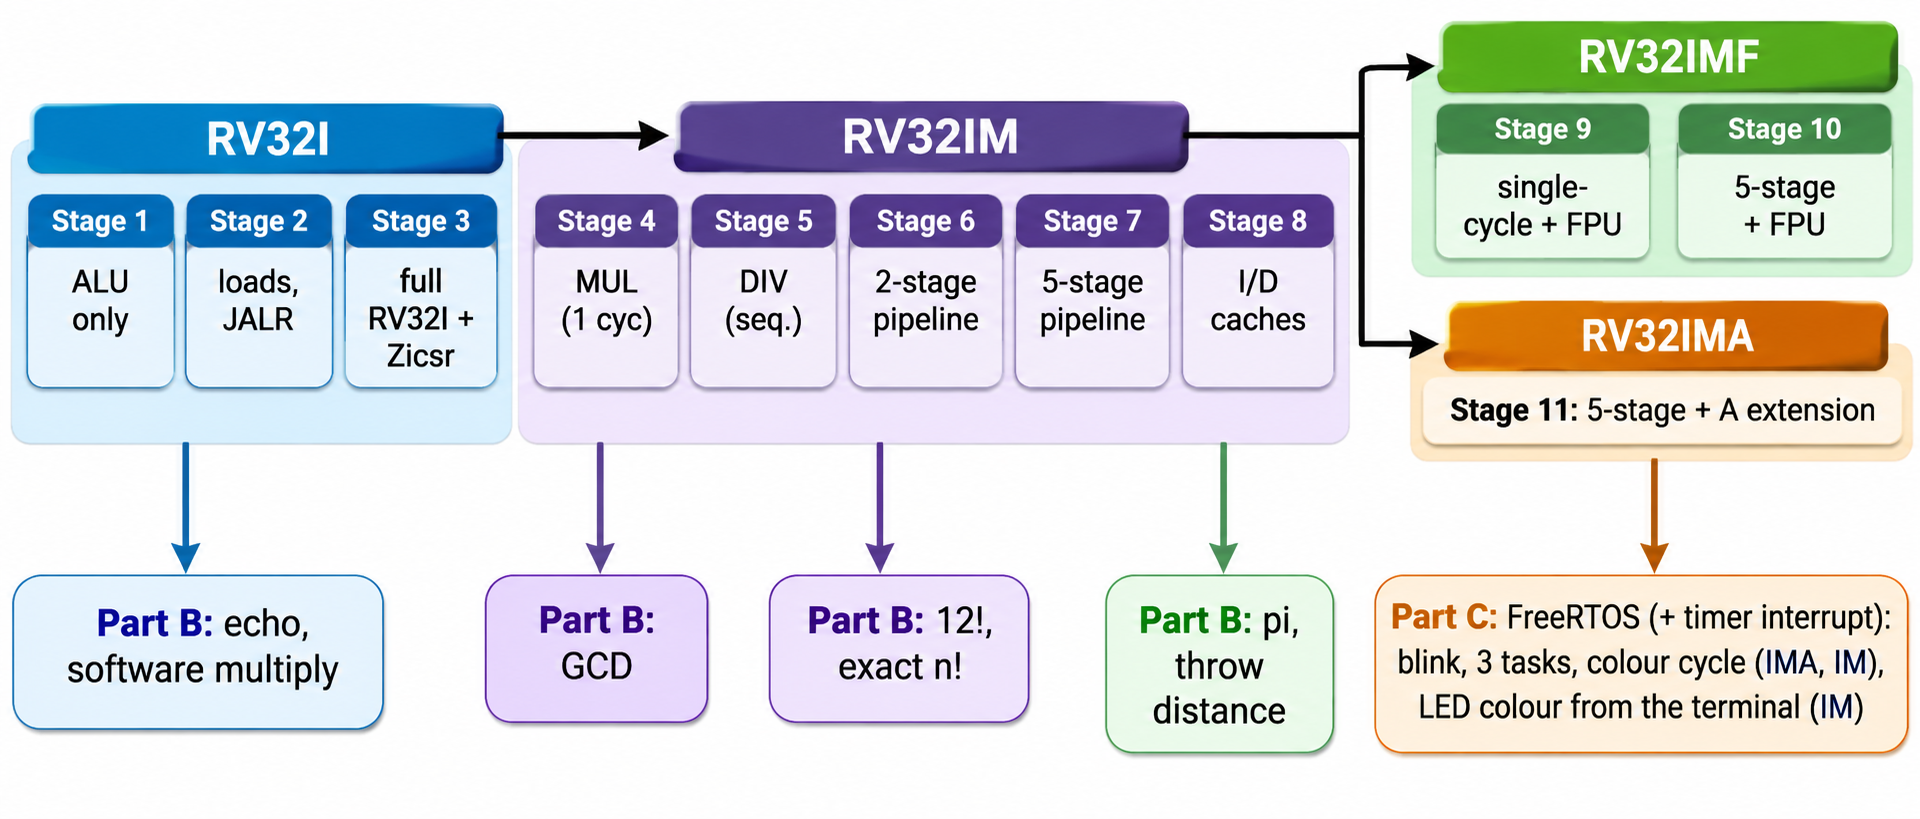 RV32I
Stage 1
ALU
only
Stage 2
loads,
JALR
Stage 3
full
RV32I +
Zicsr
RV32IM
Stage 4
MUL
(1 cyc)
Stage 5
DIV
(seq.)
Stage 6
2-stage
pipeline
Stage 7
5-stage
pipeline
Stage 8
I/D
caches
RV32IMF
Stage 9
single-
cycle + FPU
Stage 10
5-stage
+ FPU
RV32IMA
Stage 11: 5-stage + A extension
Part B: echo,
software multiply
Part B:
GCD
Part B: 12!,
exact n!
Part B: pi,
throw
distance
Part C: FreeRTOS (+ timer interrupt):
blink, 3 tasks, colour cycle (IMA, IM),
LED colour from the terminal (IM)